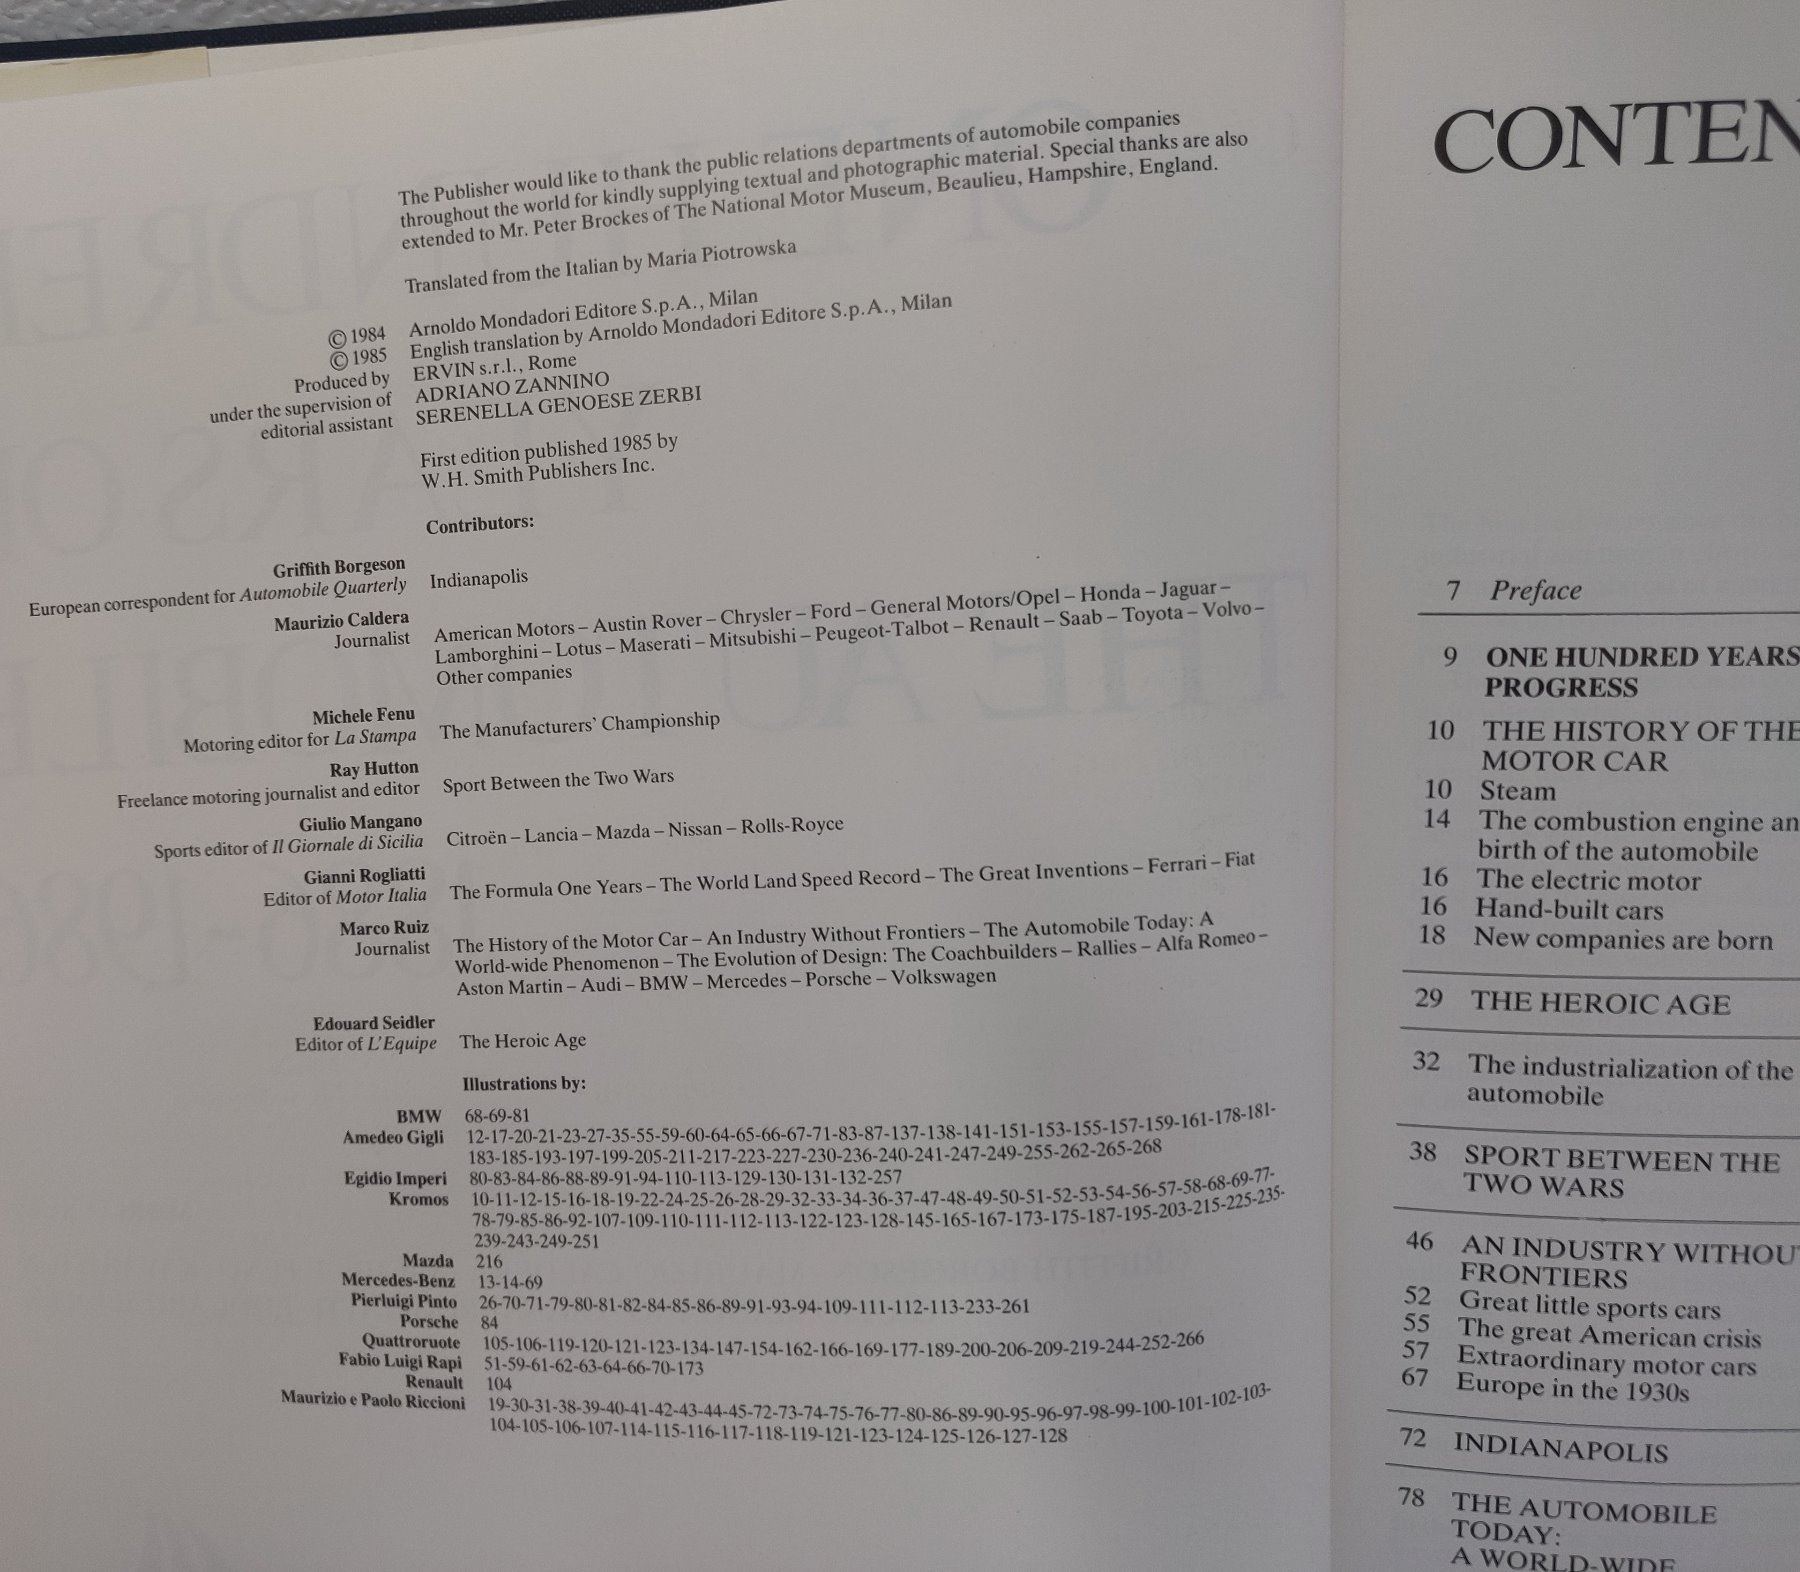 The Publisher would like to thank the public relations departments of automobile companies
throughout the world for kindly supplying textual and photographic material. Special thanks are also
extended to Mr. Peter Brockes of The National Motor Museum, Beaulieu, Hampshire, England.
Translated from the Italian by Maria Piotrowska
© 1984 Arnoldo Mondadori Editore S.p.A., Milan
© 1985 English translation by Arnoldo Mondadori Editore S.p.A., Milan
Produced by ERVIN s.r.l., Rome
under the supervision of ADRIANO ZANNINO
editorial assistant SERENELLA GENOESE ZERBI
First edition published 1985 by
W.H. Smith Publishers Inc.
Contributors:
Griffith Borgeson
European correspondent for Automobile Quarterly Indianapolis
Maurizio Caldera
Journalist American Motors – Austin Rover – Chrysler – Ford – General Motors/Opel – Honda – Jaguar –
Lamborghini – Lotus – Maserati – Mitsubishi – Peugeot-Talbot – Renault – Saab – Toyota – Volvo –
Other companies
Michele Fenu
Motoring editor for La Stampa The Manufacturers' Championship
Ray Hutton
Freelance motoring journalist and editor Sport Between the Two Wars
Giulio Mangano
Sports editor of Il Giornale di Sicilia Citroën – Lancia – Mazda – Nissan – Rolls-Royce
Gianni Rogliatti
Editor of Motor Italia The Formula One Years – The World Land Speed Record – The Great Inventions – Ferrari – Fiat
Marco Ruiz
Journalist The History of the Motor Car – An Industry Without Frontiers – The Automobile Today: A
World-wide Phenomenon – The Evolution of Design: The Coachbuilders – Rallies – Alfa Romeo –
Aston Martin – Audi – BMW – Mercedes – Porsche – Volkswagen
Edouard Seidler
Editor of L'Equipe The Heroic Age
Illustrations by:
BMW 68-69-81
Amedeo Gigli 12-17-20-21-23-27-35-55-59-60-64-65-66-67-71-83-87-137-138-141-151-153-155-157-159-161-178-181-
183-185-193-197-199-205-211-217-223-227-230-236-240-241-247-249-255-262-265-268
Egidio Imperi 80-83-84-86-88-89-91-94-110-113-129-130-131-132-257
Kromos 10-11-12-15-16-18-19-22-24-25-26-28-29-32-33-34-36-37-47-48-49-50-51-52-53-54-56-57-58-68-69-77-
78-79-85-86-92-107-109-110-111-112-113-122-123-128-145-165-167-173-175-187-195-203-215-225-235-
239-243-249-251
Mazda 216
Mercedes-Benz 13-14-69
Pierluigi Pinto 26-70-71-79-80-81-82-84-85-86-89-91-93-94-109-111-112-113-233-261
Porsche 84
Quattroruote 105-106-119-120-121-123-134-147-154-162-166-169-177-189-200-206-209-219-244-252-266
Fabio Luigi Rapi 51-59-61-62-63-64-66-70-173
Renault 104
Maurizio e Paolo Riccioni 19-30-31-38-39-40-41-42-43-44-45-72-73-74-75-76-77-80-86-89-90-95-96-97-98-99-100-101-102-103-
104-105-106-107-114-115-116-117-118-119-121-123-124-125-126-127-128
CONTEN
7 Preface
9 ONE HUNDRED YEARS
PROGRESS
10 THE HISTORY OF THE
MOTOR CAR
10 Steam
14 The combustion engine an
birth of the automobile
16 The electric motor
16 Hand-built cars
18 New companies are born
29 THE HEROIC AGE
32 The industrialization of the
automobile
38 SPORT BETWEEN THE
TWO WARS
46 AN INDUSTRY WITHOUT
FRONTIERS
52 Great little sports cars
55 The great American crisis
57 Extraordinary motor cars
67 Europe in the 1930s
72 INDIANAPOLIS
78 THE AUTOMOBILE
TODAY:
A WORLD-WIDE